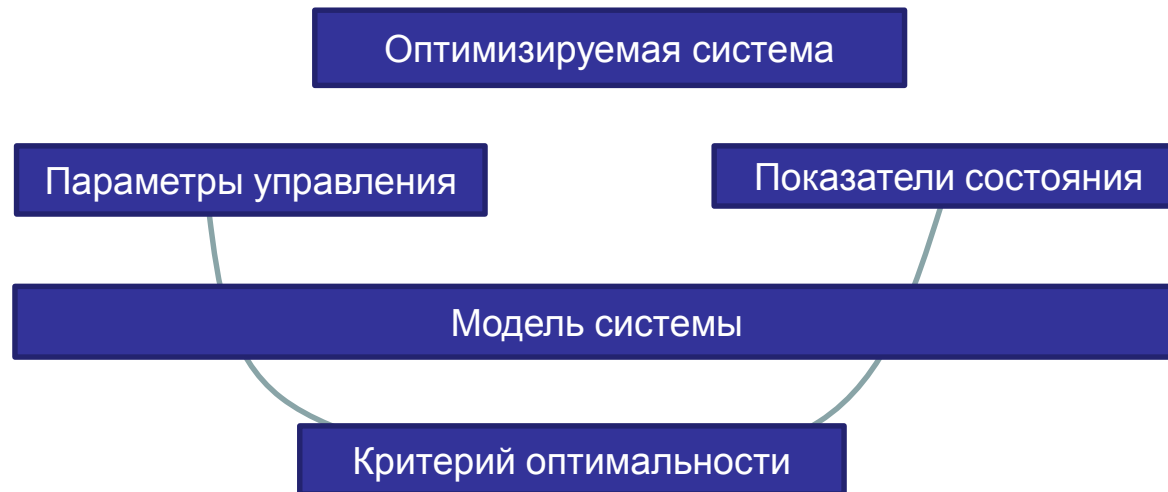 Оптимизируемая система
Параметры управления
Показатели состояния
Модель системы
Критерий оптимальности